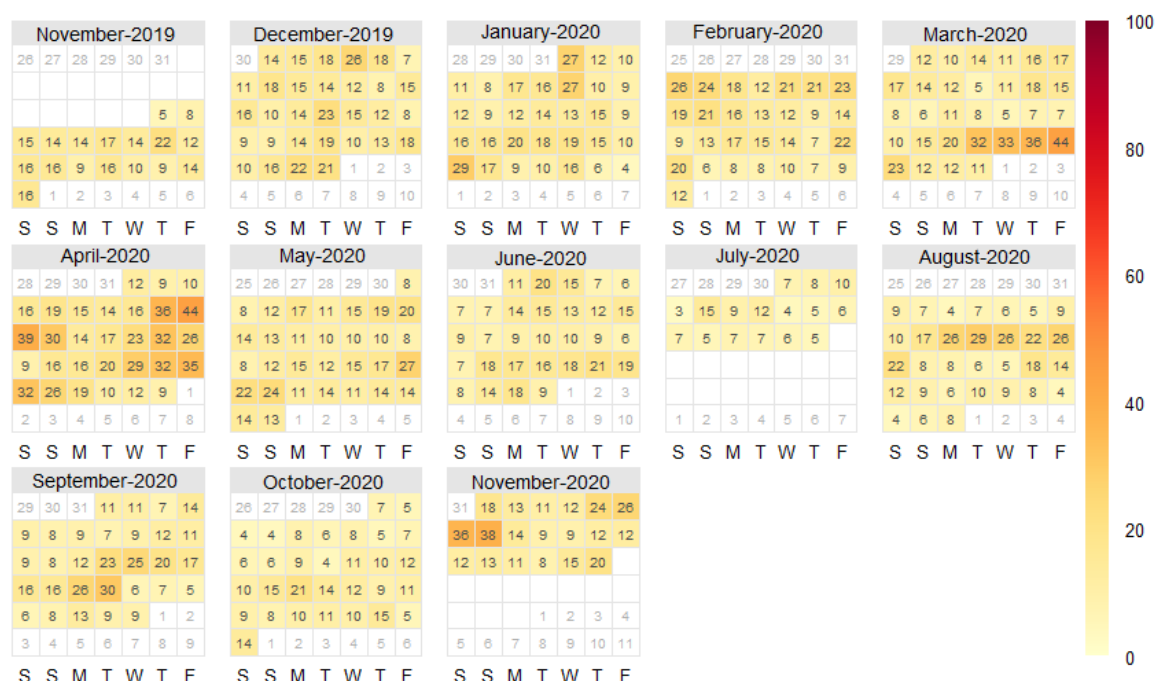 November-2019
26 27 28 29 30 31
5 8
15 14 14 17 14 22 12
16 16 9 16 10 9 14
16 1 2 3 4 5 6
S S M T W T F
December-2019
30 14 15 18 26 18 7
11 18 15 14 12 8 15
16 10 14 23 15 12 8
9 9 14 19 10 13 18
10 16 22 21 1 2 3
4 5 6 7 8 9 10
S S M T W T F
January-2020
28 29 30 31 27 12 10
11 8 17 16 27 10 9
12 9 12 14 13 15 9
16 16 20 18 19 15 10
29 17 9 10 16 6 4
1 2 3 4 5 6 7
S S M T W T F
February-2020
25 26 27 28 29 30 31
26 24 18 12 21 21 23
19 21 16 13 12 9 14
9 13 17 15 14 7 22
20 6 8 8 10 7 9
12 1 2 3 4 5 6
S S M T W T F
March-2020
29 12 10 14 11 16 17
17 14 12 5 11 18 15
8 6 11 8 5 7 7
10 15 20 32 33 36 44
23 12 12 11 1 2 3
4 5 6 7 8 9 10
S S M T W T F
April-2020
28 29 30 31 12 9 10
16 19 15 14 16 36 44
39 30 14 17 23 32 26
9 16 16 20 29 32 35
32 26 19 10 12 9 1
2 3 4 5 6 7 8
S S M T W T F
May-2020
25 26 27 28 29 30 8
8 12 17 11 15 19 20
14 13 11 10 10 10 8
8 12 15 12 15 17 27
22 24 11 14 11 14 14
14 13 1 2 3 4 5
S S M T W T F
June-2020
30 31 11 20 15 7 6
7 7 14 15 13 12 15
9 7 9 10 10 9 6
7 18 17 16 18 21 19
8 14 18 9 1 2 3
4 5 6 7 8 9 10
S S M T W T F
July-2020
27 28 29 30 7 8 10
3 15 9 12 4 5 6
7 5 7 7 6 5
1 2 3 4 5 6 7
S S M T W T F
August-2020
25 26 27 28 29 30 31
9 7 4 7 6 5 9
10 17 26 29 26 22 26
22 8 8 6 5 18 14
12 9 6 10 9 8 4
4 6 8 1 2 3 4
S S M T W T F
September-2020
29 30 31 11 11 7 14
9 8 9 7 9 12 11
9 8 12 23 25 20 17
16 16 26 30 6 7 5
6 8 13 9 9 1 2
3 4 5 6 7 8 9
S S M T W T F
October-2020
26 27 28 29 30 7 5
4 4 8 6 8 5 7
6 6 9 4 11 10 12
10 15 21 14 12 9 11
9 8 10 11 10 15 5
14 1 2 3 4 5 6
S S M T W T F
November-2020
31 18 13 11 12 24 26
36 38 14 9 9 12 12
12 13 11 8 15 20
1 2 3 4
5 6 7 8 9 10 11
S S M T W T F
100
80
60
40
20
0